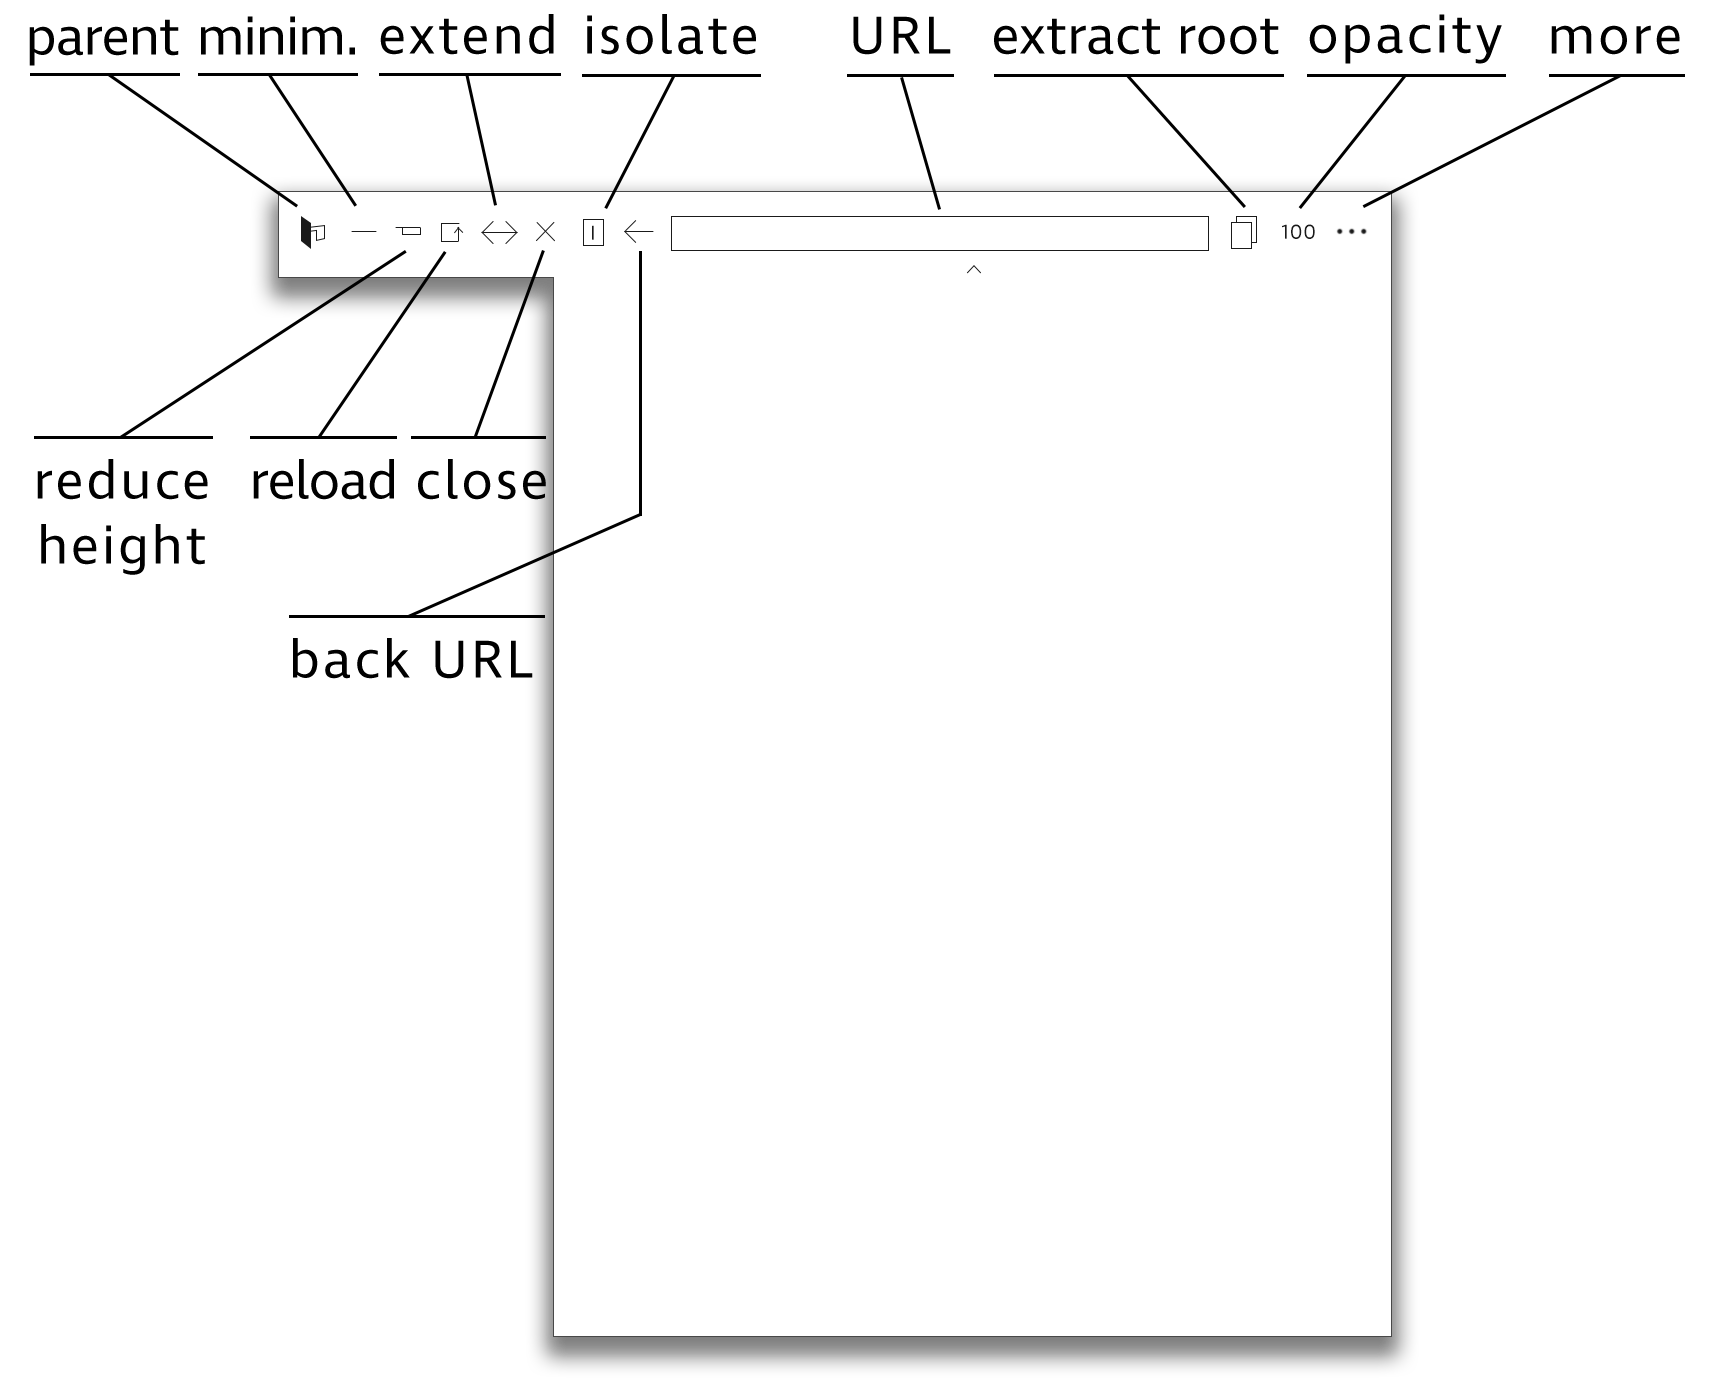 parent minim. extend isolate URL extract root opacity more
100
reduce height
reload
close
back URL